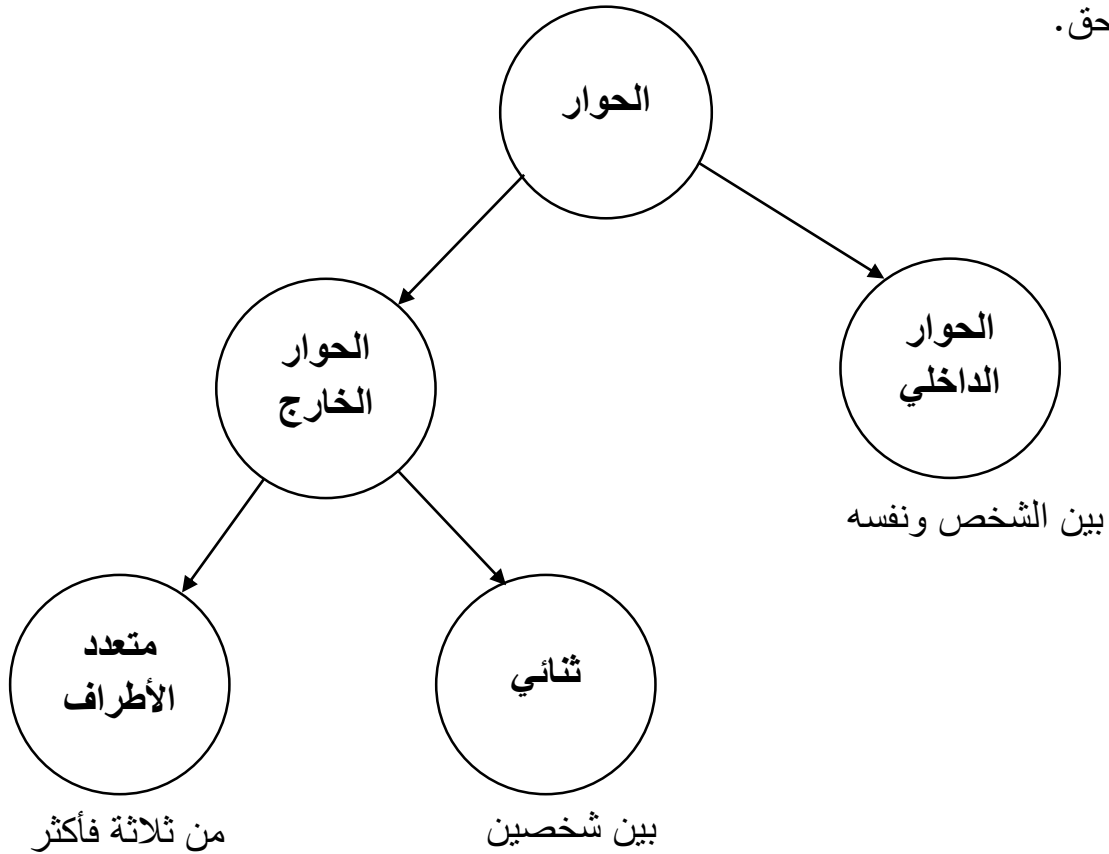 حق.
الحوار
الحوار
الداخلي
بين الشخص ونفسه
الحوار
الخارج
ثنائي
بين شخصين
متعدد
الأطراف
من ثلاثة فأكثر